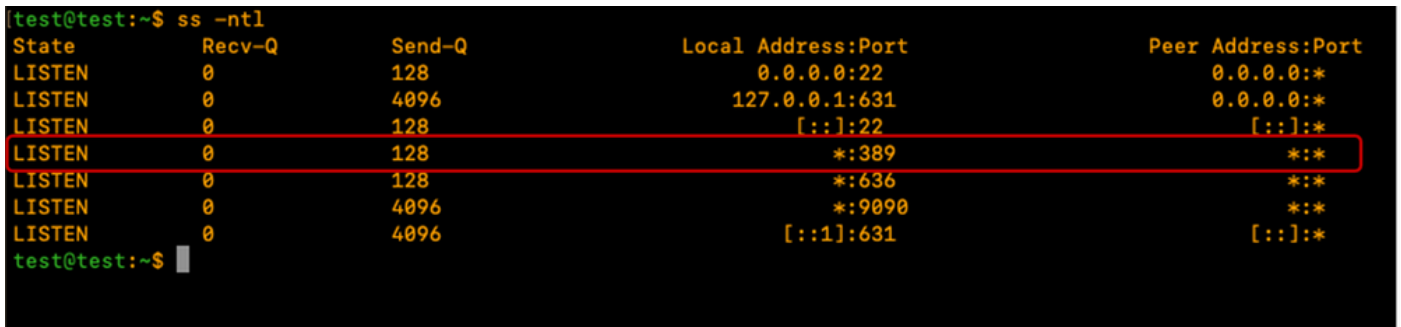 [test@test:~$ ss -ntl
State Recv-Q Send-Q Local Address:Port Peer Address:Port
LISTEN 0 128 0.0.0.0:22 0.0.0.0:*
LISTEN 0 4096 127.0.0.1:631 0.0.0.0:*
LISTEN 0 128 [::]:22 [::]:*
LISTEN 0 128 *:389 *:*
LISTEN 0 128 *:636 *:*
LISTEN 0 4096 *:9090 *:*
LISTEN 0 4096 [::1]:631 [::]:*
test@test:~$